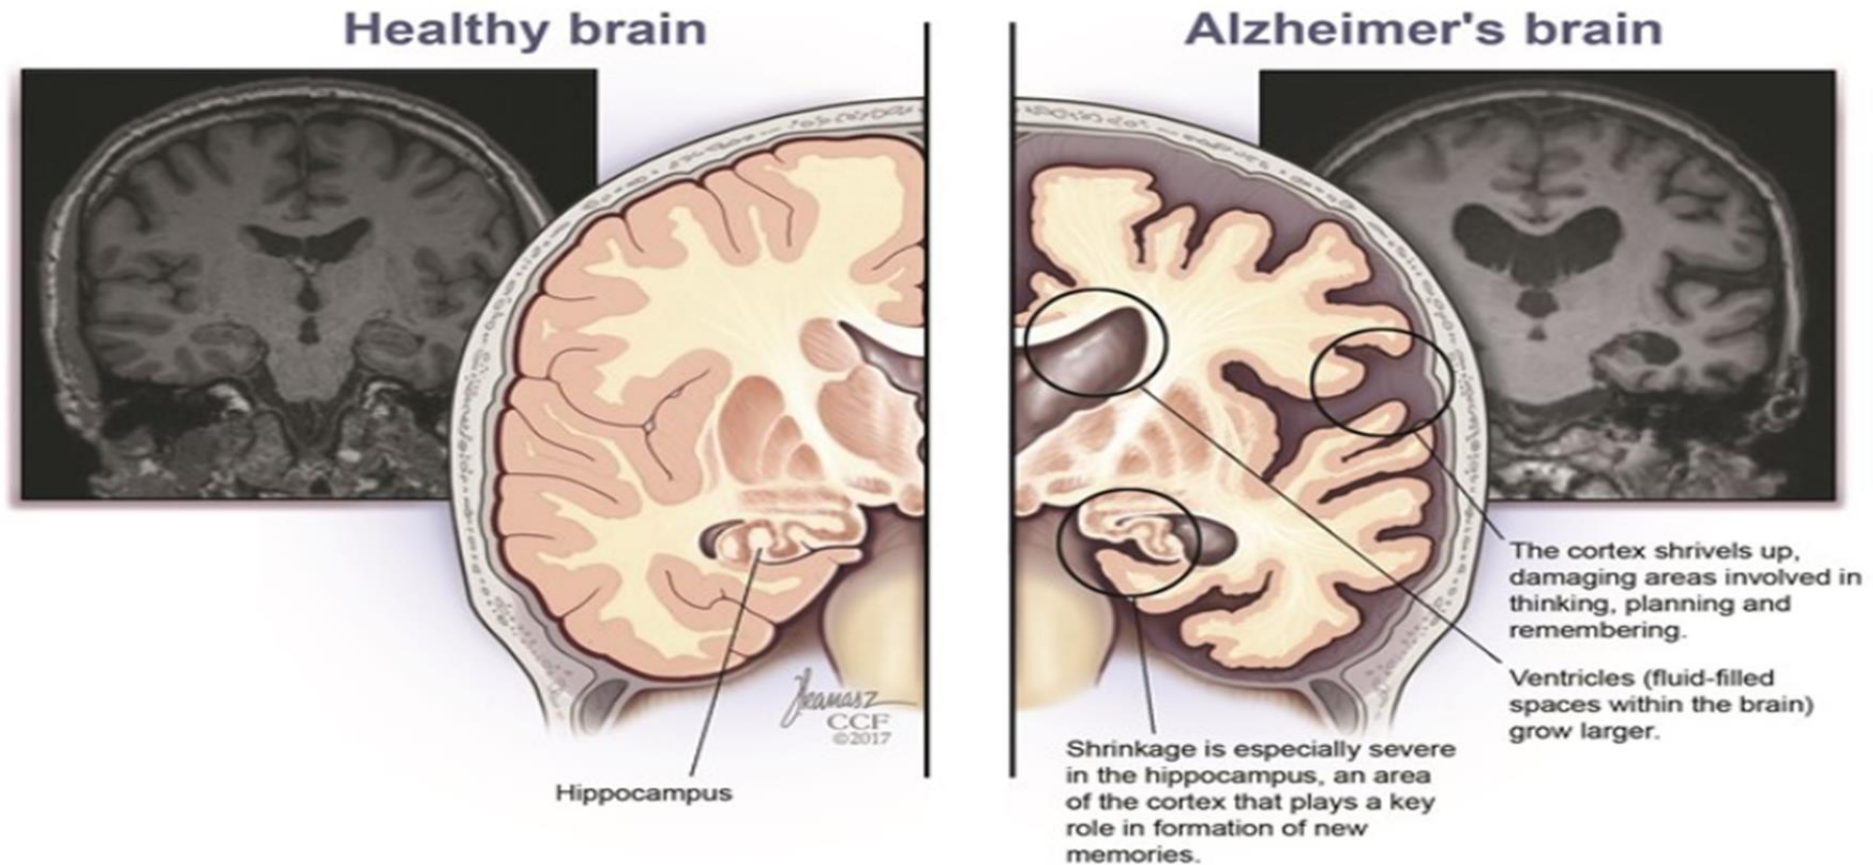 Healthy brain
Alzheimer's brain
The cortex shrivels up,
damaging areas involved in
thinking, planning and
remembering.
Ventricles (fluid-filled
spaces within the brain)
grow larger.
CCF
©2017
Hippocampus
Shrinkage is especially severe
in the hippocampus, an area
of the cortex that plays a key
role in formation of new
memories.